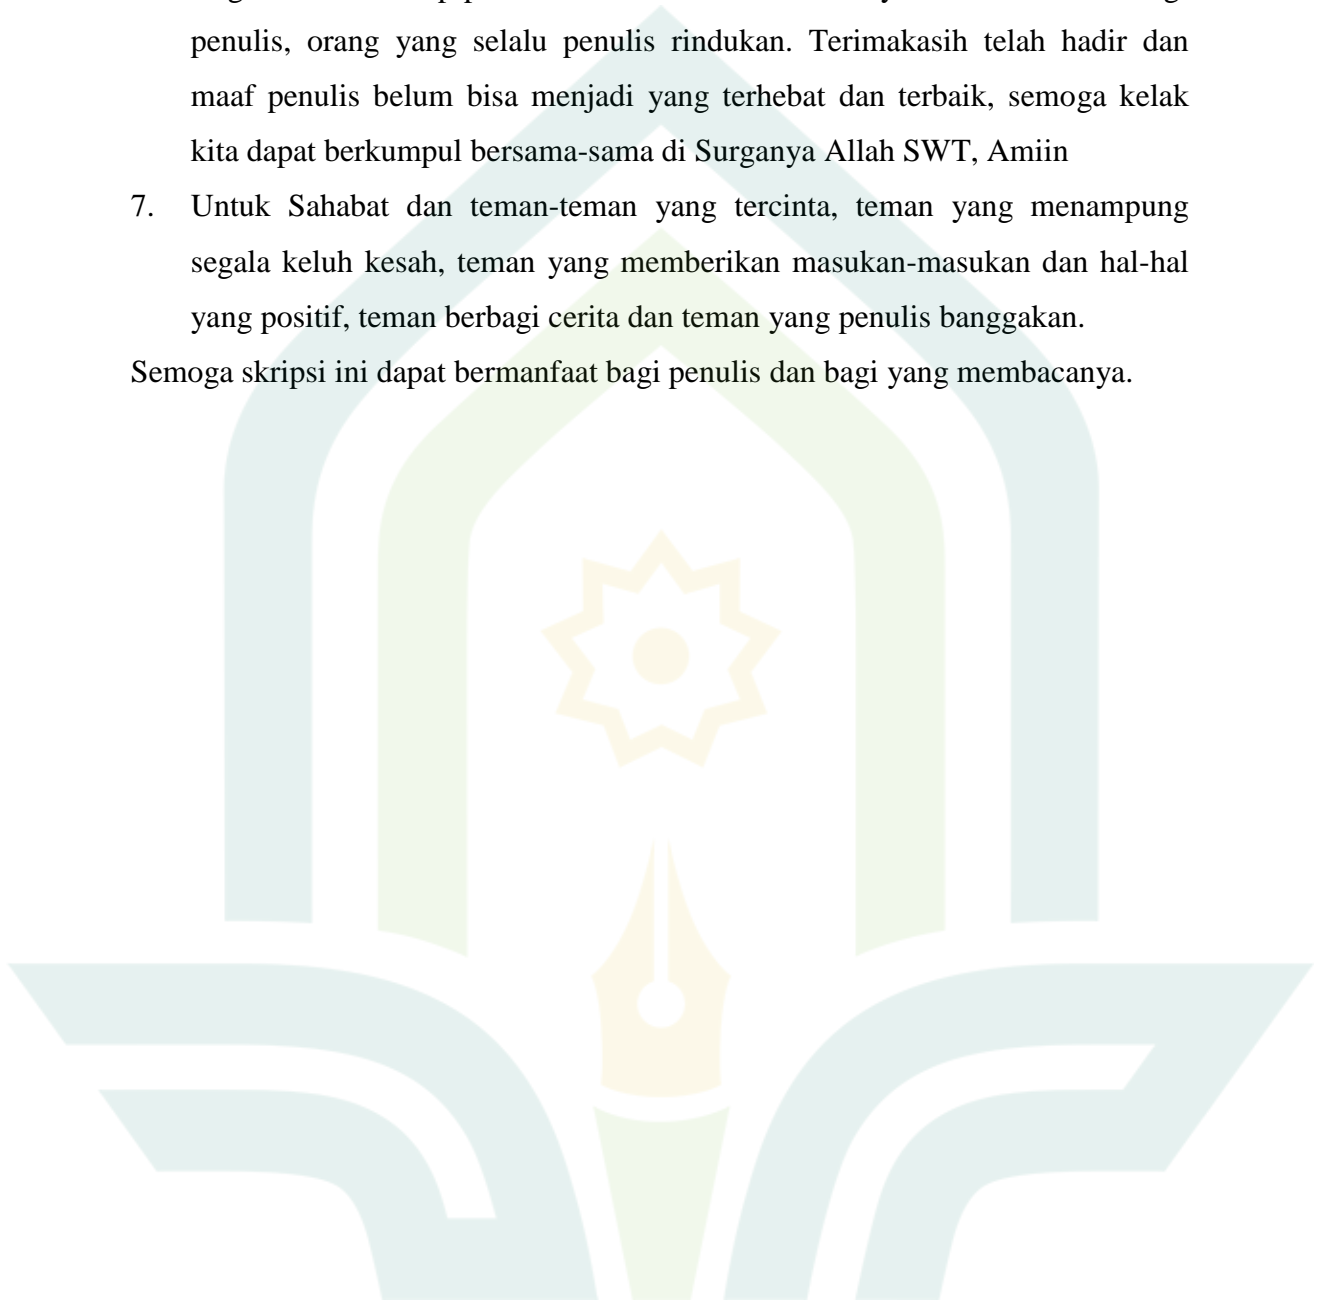 penulis, orang yang selalu penulis rindukan. Terimakasih telah hadir dan
maaf penulis belum bisa menjadi yang terhebat dan terbaik, semoga kelak
kita dapat berkumpul bersama-sama di Surganya Allah SWT, Amiin
7. Untuk Sahabat dan teman-teman yang tercinta, teman yang menampung
segala keluh kesah, teman yang memberikan masukan-masukan dan hal-hal
yang positif, teman berbagi cerita dan teman yang penulis banggakan.
Semoga skripsi ini dapat bermanfaat bagi penulis dan bagi yang membacanya.